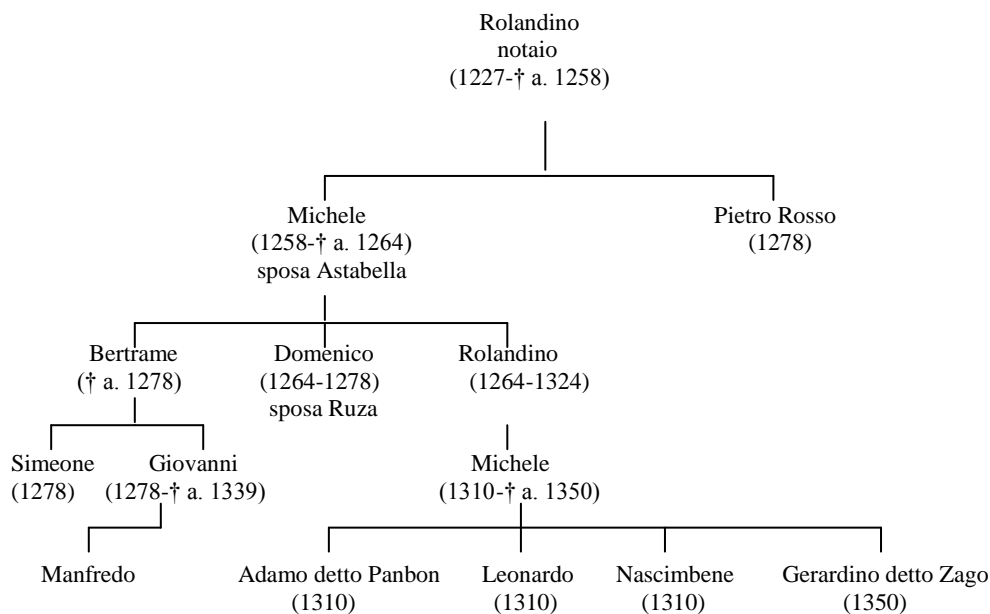 Rolandino
notaio
(1227-† a. 1258)
Michele
(1258-† a. 1264)
sposa Astabella
Pietro Rosso
(1278)
Bertrame
(† a. 1278)
Domenico
(1264-1278)
sposa Ruza
Rolandino
(1264-1324)
Simeone
(1278)
Giovanni
(1278-† a. 1339)
Michele
(1310-† a. 1350)
Manfredo
Adamo detto Panbon
(1310)
Leonardo
(1310)
Nascimbene
(1310)
Gerardino detto Zago
(1350)